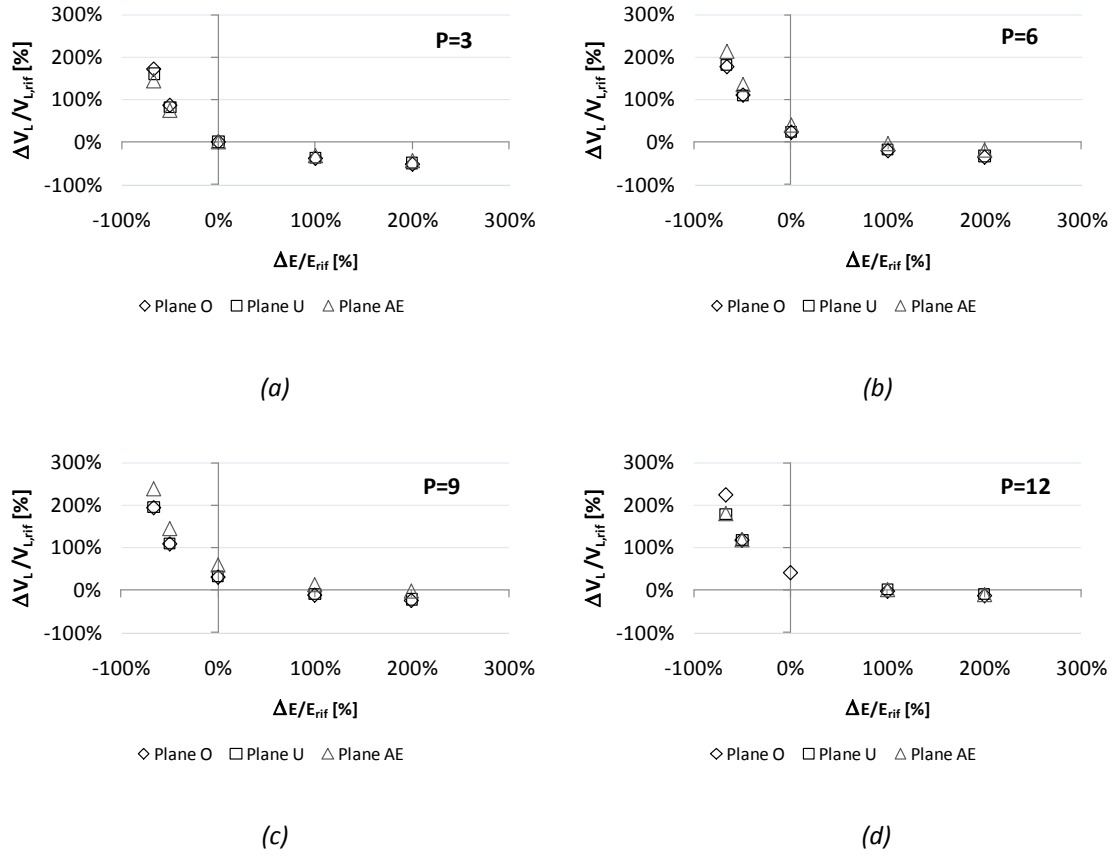 300%
200%
100%
0%
-100%
ΔV_L /V_L,rif [%]
P=3
-100% 0% 100% 200% 300%
ΔE/E_rif [%]
Plane O Plane U Plane AE
(a)
300%
200%
100%
0%
-100%
ΔV_L /V_L,rif [%]
P=6
-100% 0% 100% 200% 300%
ΔE/E_rif [%]
Plane O Plane U Plane AE
(b)
300%
200%
100%
0%
-100%
ΔV_L /V_L,rif [%]
P=9
-100% 0% 100% 200% 300%
ΔE/E_rif [%]
Plane O Plane U Plane AE
(c)
300%
200%
100%
0%
-100%
ΔV_L /V_L,rif [%]
P=12
-100% 0% 100% 200% 300%
ΔE/E_rif [%]
Plane O Plane U Plane AE
(d)